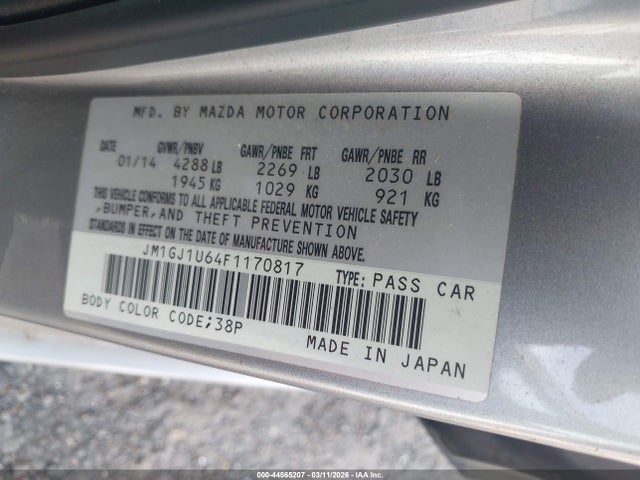 MFD. BY MAZDA MOTOR CORPORATION
DATE GVWR/PNBV GAWR/PNBE FRT GAWR/PNBE RR
01/14 4288 LB 2269 LB 2030 LB
1945 KG 1029 KG 921 KG
THIS VEHICLE CONFORMS TO ALL APPLICABLE FEDERAL MOTOR VEHICLE SAFETY
,BUMPER,AND THEFT PREVENTION
STANDARDS IN EFFECT ON THE DATE OF MANUFACTURE SHOWN ABOVE.
JM1GJ1U64F1170817 TYPE: PASS CAR
BODY COLOR CODE;38P
MADE IN JAPAN
000-44565207 - 03/11/2026 - IAA Inc.